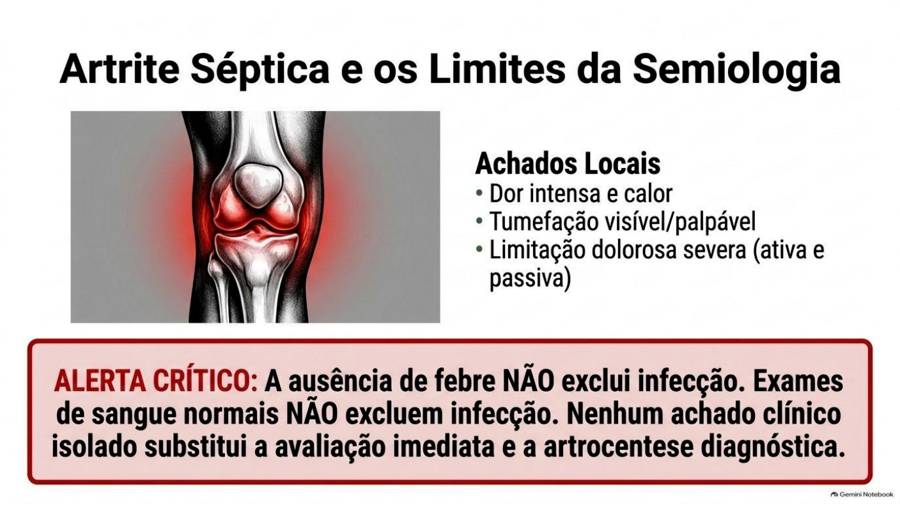 Artrite Séptica e os Limites da Semiologia
Achados Locais
• Dor intensa e calor
• Tumefação visível/palpável
• Limitação dolorosa severa (ativa e
passiva)
ALERTA CRÍTICO: A ausência de febre NÃO exclui infecção. Exames
de sangue normais NÃO excluem infecção. Nenhum achado clínico
isolado substitui a avaliação imediata e a artrocentese diagnóstica.
Gemini Notebook